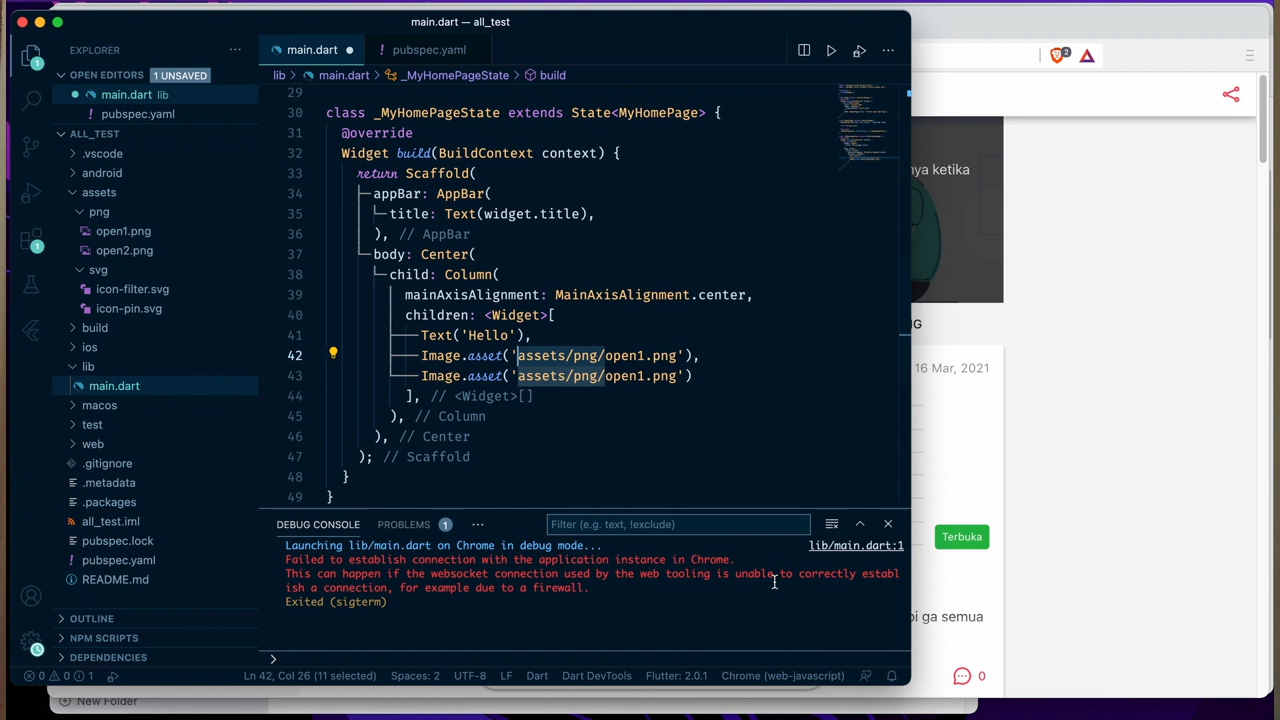 main.dart — all_test
EXPLORER
OPEN EDITORS 1 UNSAVED
main.dart lib
pubspec.yaml
ALL_TEST
.vscode
android
assets
png
open1.png
open2.png
svg
icon-filter.svg
icon-pin.svg
build
ios
lib
main.dart
macos
test
web
.gitignore
.metadata
.packages
all_test.iml
pubspec.lock
pubspec.yaml
README.md
OUTLINE
NPM SCRIPTS
DEPENDENCIES
1
1
main.dart
pubspec.yaml
lib > main.dart > _MyHomePageState > build
29
30 class _MyHomePageState extends State<MyHomePage> {
31 @override
32 Widget build(BuildContext context) {
33 return Scaffold(
34 appBar: AppBar(
35 title: Text(widget.title),
36 ), // AppBar
37 body: Center(
38 child: Column(
39 mainAxisAlignment: MainAxisAlignment.center,
40 children: <Widget>[
41 Text('Hello'),
42 Image.asset('assets/png/open1.png'),
43 Image.asset('assets/png/open1.png')
44 ], // <Widget>[]
45 ), // Column
46 ), // Center
47 ); // Scaffold
48 }
49 }
DEBUG CONSOLE PROBLEMS 1
Filter (e.g. text, !exclude)
Launching lib/main.dart on Chrome in debug mode... lib/main.dart:1
Failed to establish connection with the application instance in Chrome.
This can happen if the websocket connection used by the web tooling is unable to correctly establ
ish a connection, for example due to a firewall.
Exited (sigterm)
>
0 0 1 Ln 42, Col 26 (11 selected) Spaces: 2 UTF-8 LF Dart Dart DevTools Flutter: 2.0.1 Chrome (web-javascript)
New Folder
2
nya ketika
NG
16 Mar, 2021
Terbuka
bi ga semua
0